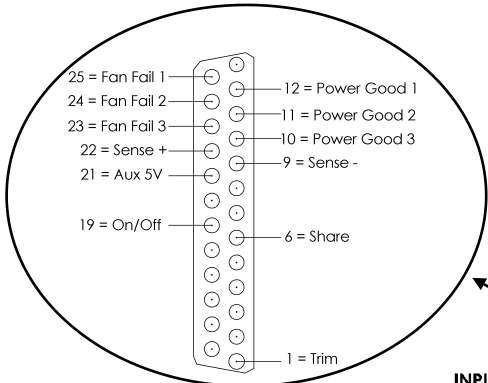 25 = Fan Fail 1
24 = Fan Fail 2
23 = Fan Fail 3
22 = Sense +
21 = Aux 5V
19 = On/Off
12 = Power Good 1
11 = Power Good 2
10 = Power Good 3
9 = Sense -
6 = Share
1 = Trim